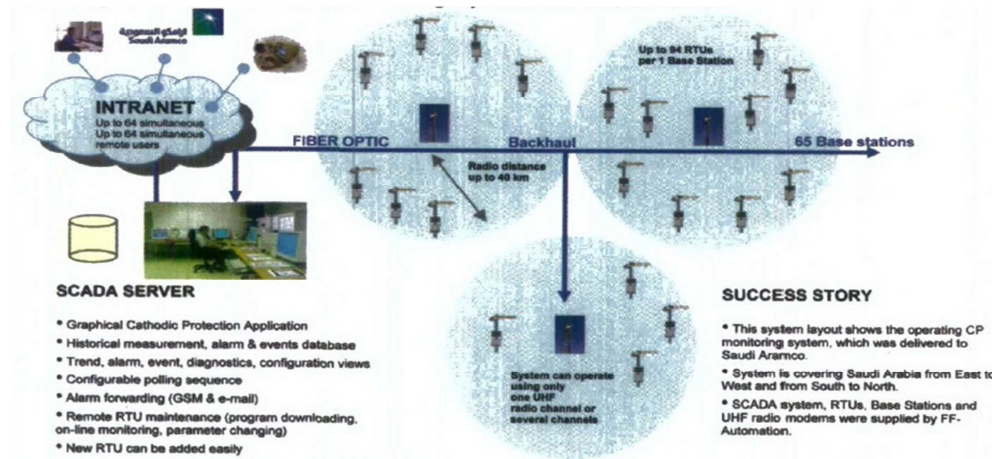 ارامكو السعودية
Saudi Aramco
INTRANET
Up to 64 simultaneous
Up to 64 simultaneous
remote users
FIBER OPTIC
Backhaul
65 Base stations
Up to 94 RTUs
per 1 Base Station
Radio distance
up to 40 km
System can operate
using only
one UHF
radio channel or
several channels
SCADA SERVER
* Graphical Cathodic Protection Application
* Historical measurement, alarm & events database
* Trend, alarm, event, diagnostics, configuration views
* Configurable polling sequence
* Alarm forwarding (GSM & e-mail)
* Remote RTU maintenance (program downloading,
on-line monitoring, parameter changing)
* New RTU can be added easily
SUCCESS STORY
* This system layout shows the operating CP
monitoring system, which was delivered to
Saudi Aramco.
* System is covering Saudi Arabia from East to
West and from South to North.
* SCADA system, RTUs, Base Stations and
UHF radio modems were supplied by FF-
Automation.